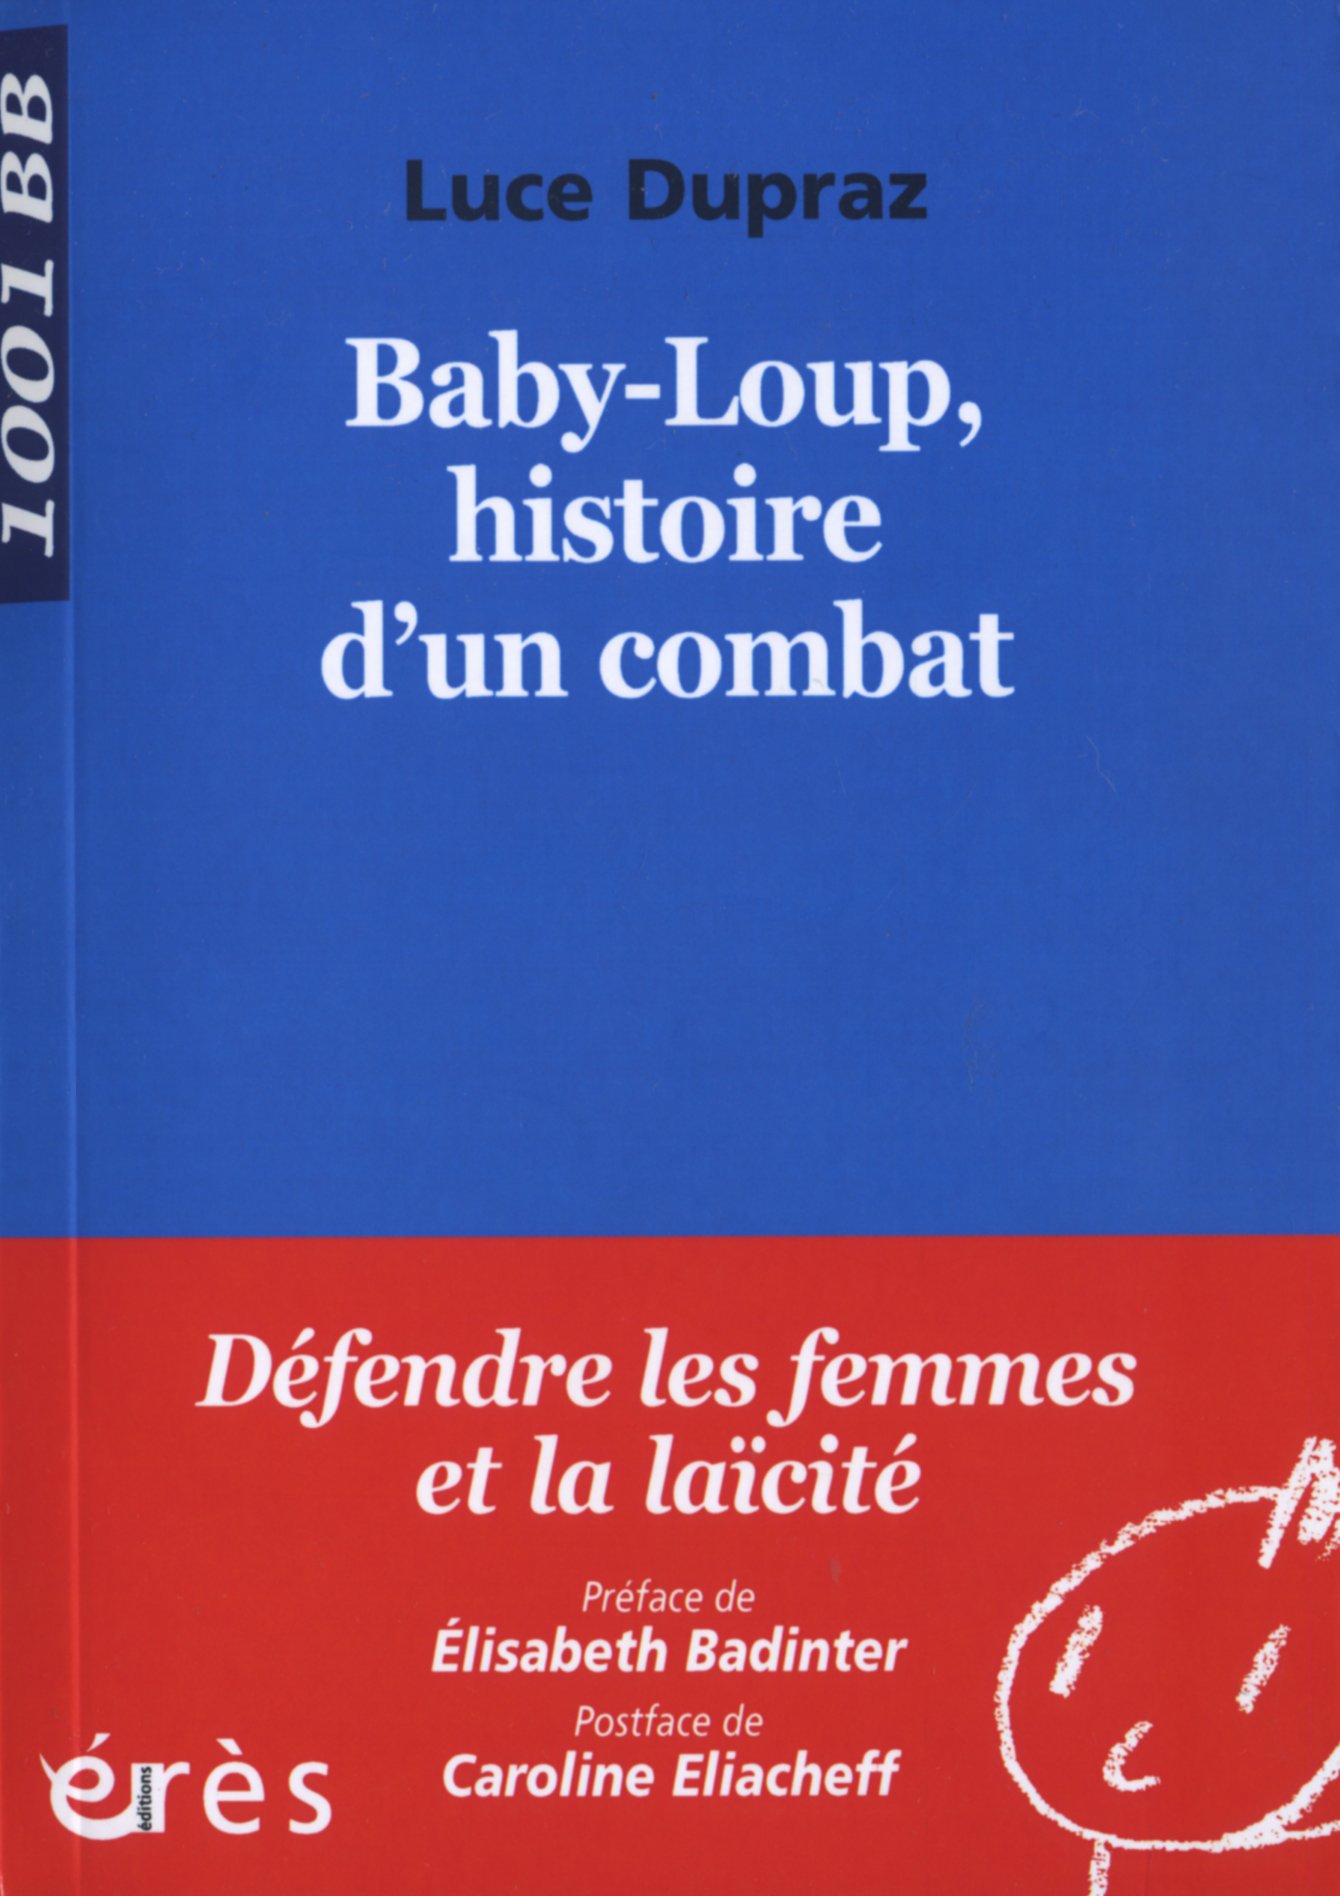 1001 BB
Luce Dupraz
Baby-Loup,
histoire
d’un combat
Défendre les femmes
et la laïcité
Préface de
Élisabeth Badinter
Postface de
Caroline Eliacheff
érès
éditions